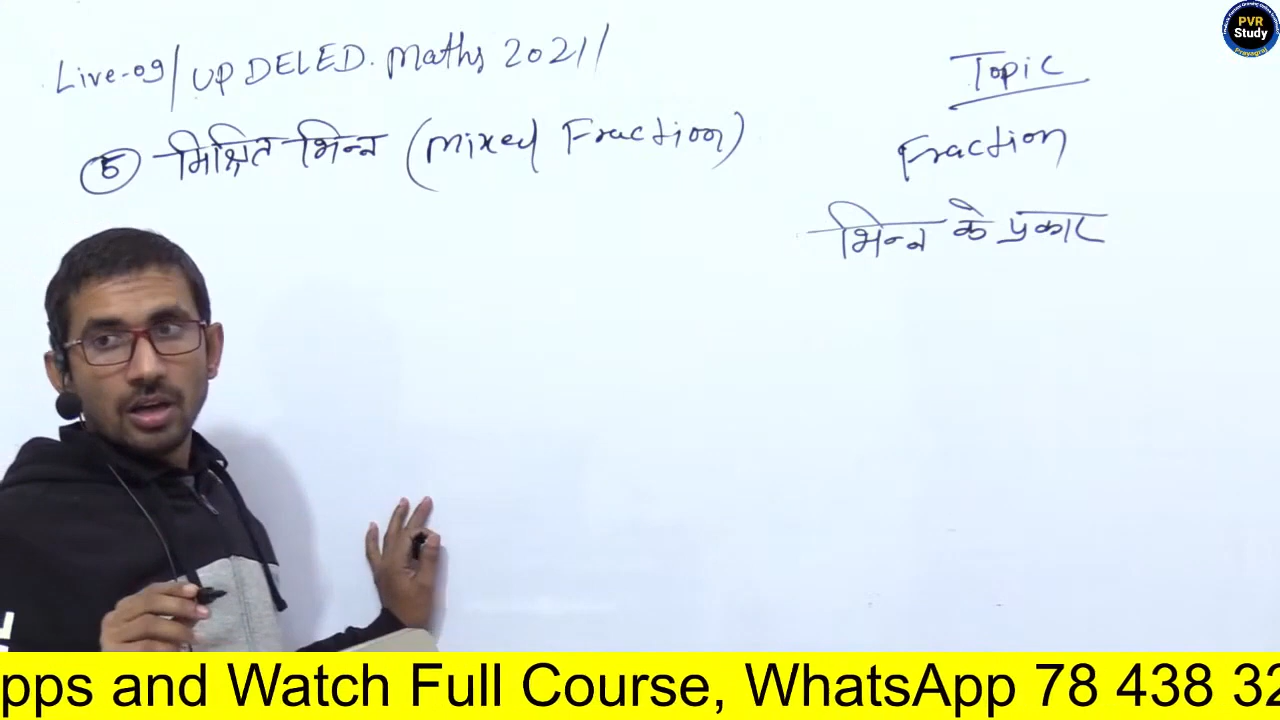 Live-09/ UP DELED. Maths 2021/
⑤ मिश्रित भिन्न (Mixed Fraction)
Topic
Fraction
भिन्न के प्रकार
PVR
Study
Prayagraj
pps and Watch Full Course, WhatsApp 78 438 32